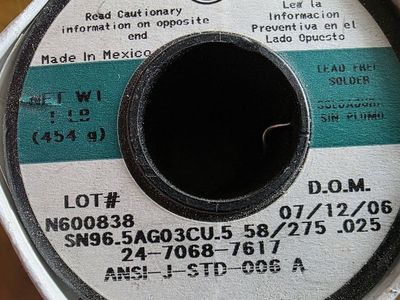 Read Cautionary
information on opposite
end
Lea la
Informacion
Preventiva en el
Lado Opuesto
Made In Mexico
NET WT
1 LB
(454 g)
LEAD FREE
SOLDER
SOLDADURA
SIN PLOMO
LOT#
N600838
D.O.M.
07/12/06
SN96.5AG03CU.5 58/275 .025
24-7068-7617
ANSI-J-STD-006 A